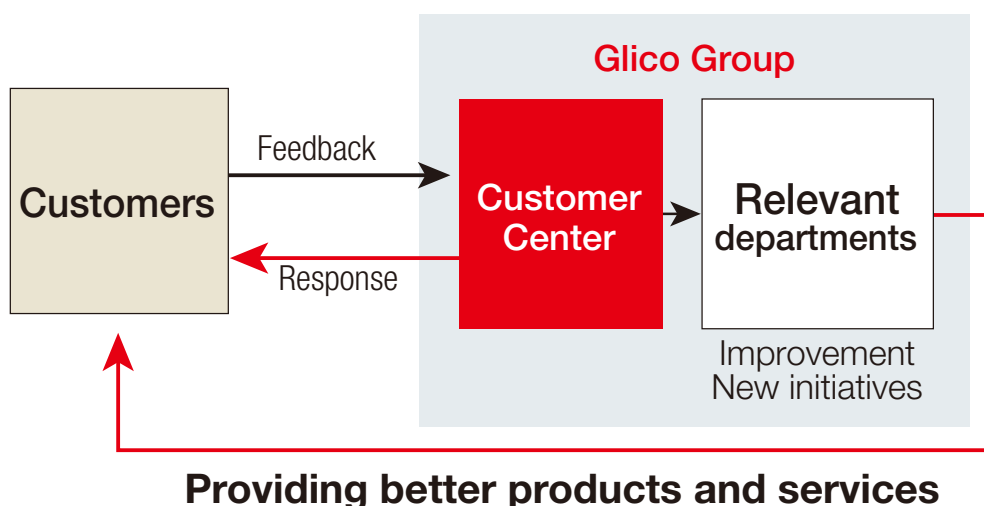 Glico Group
Feedback
Customers
Customer
Center
Relevant
departments
Response
Improvement
New initiatives
Providing better products and services